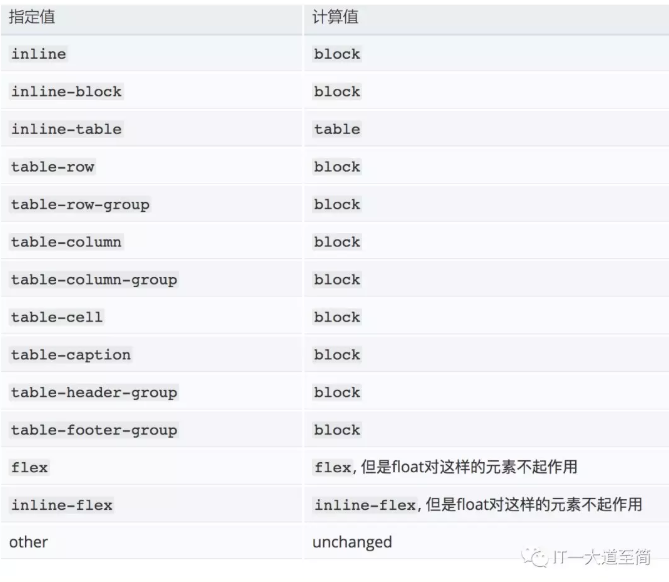 指定值 计算值
inline block
inline-block block
inline-table table
table-row block
table-row-group block
table-column block
table-column-group block
table-cell block
table-caption block
table-header-group block
table-footer-group block
flex flex, 但是float对这样的元素不起作用
inline-flex inline-flex, 但是float对这样的元素不起作用
other unchanged
IT一大道至简